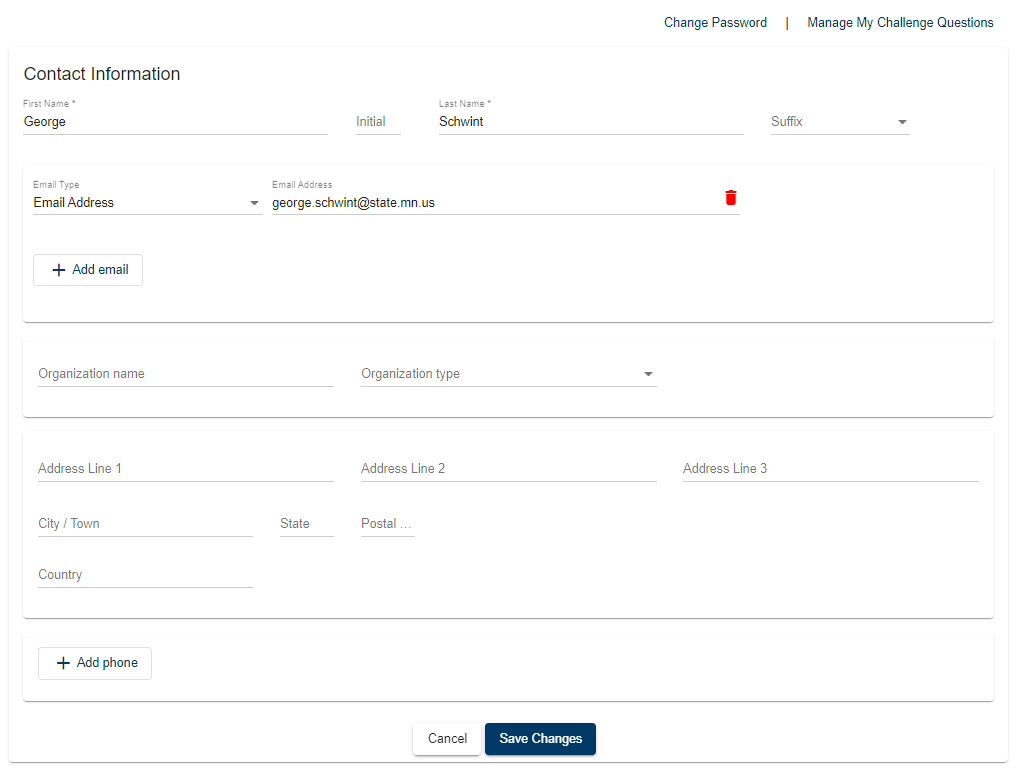 Change Password | Manage My Challenge Questions
Contact Information
First Name * Last Name *
George Initial Schwint Suffix
Email Type Email Address
Email Address george.schwint@state.mn.us
Add email
Organization name Organization type
Address Line 1 Address Line 2 Address Line 3
City / Town State Postal ...
Country
Add phone
Cancel Save Changes